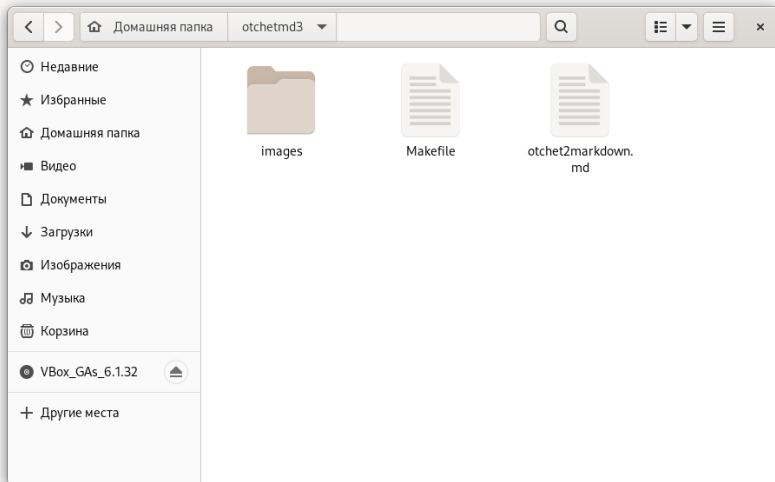 Домашняя папка
otchetmd3
Недавние
Избранные
Домашняя папка
Видео
Документы
Загрузки
Изображения
Музыка
Корзина
VBox_GAs_6.1.32
Другие места
images
Makefile
otchet2markdown.
md